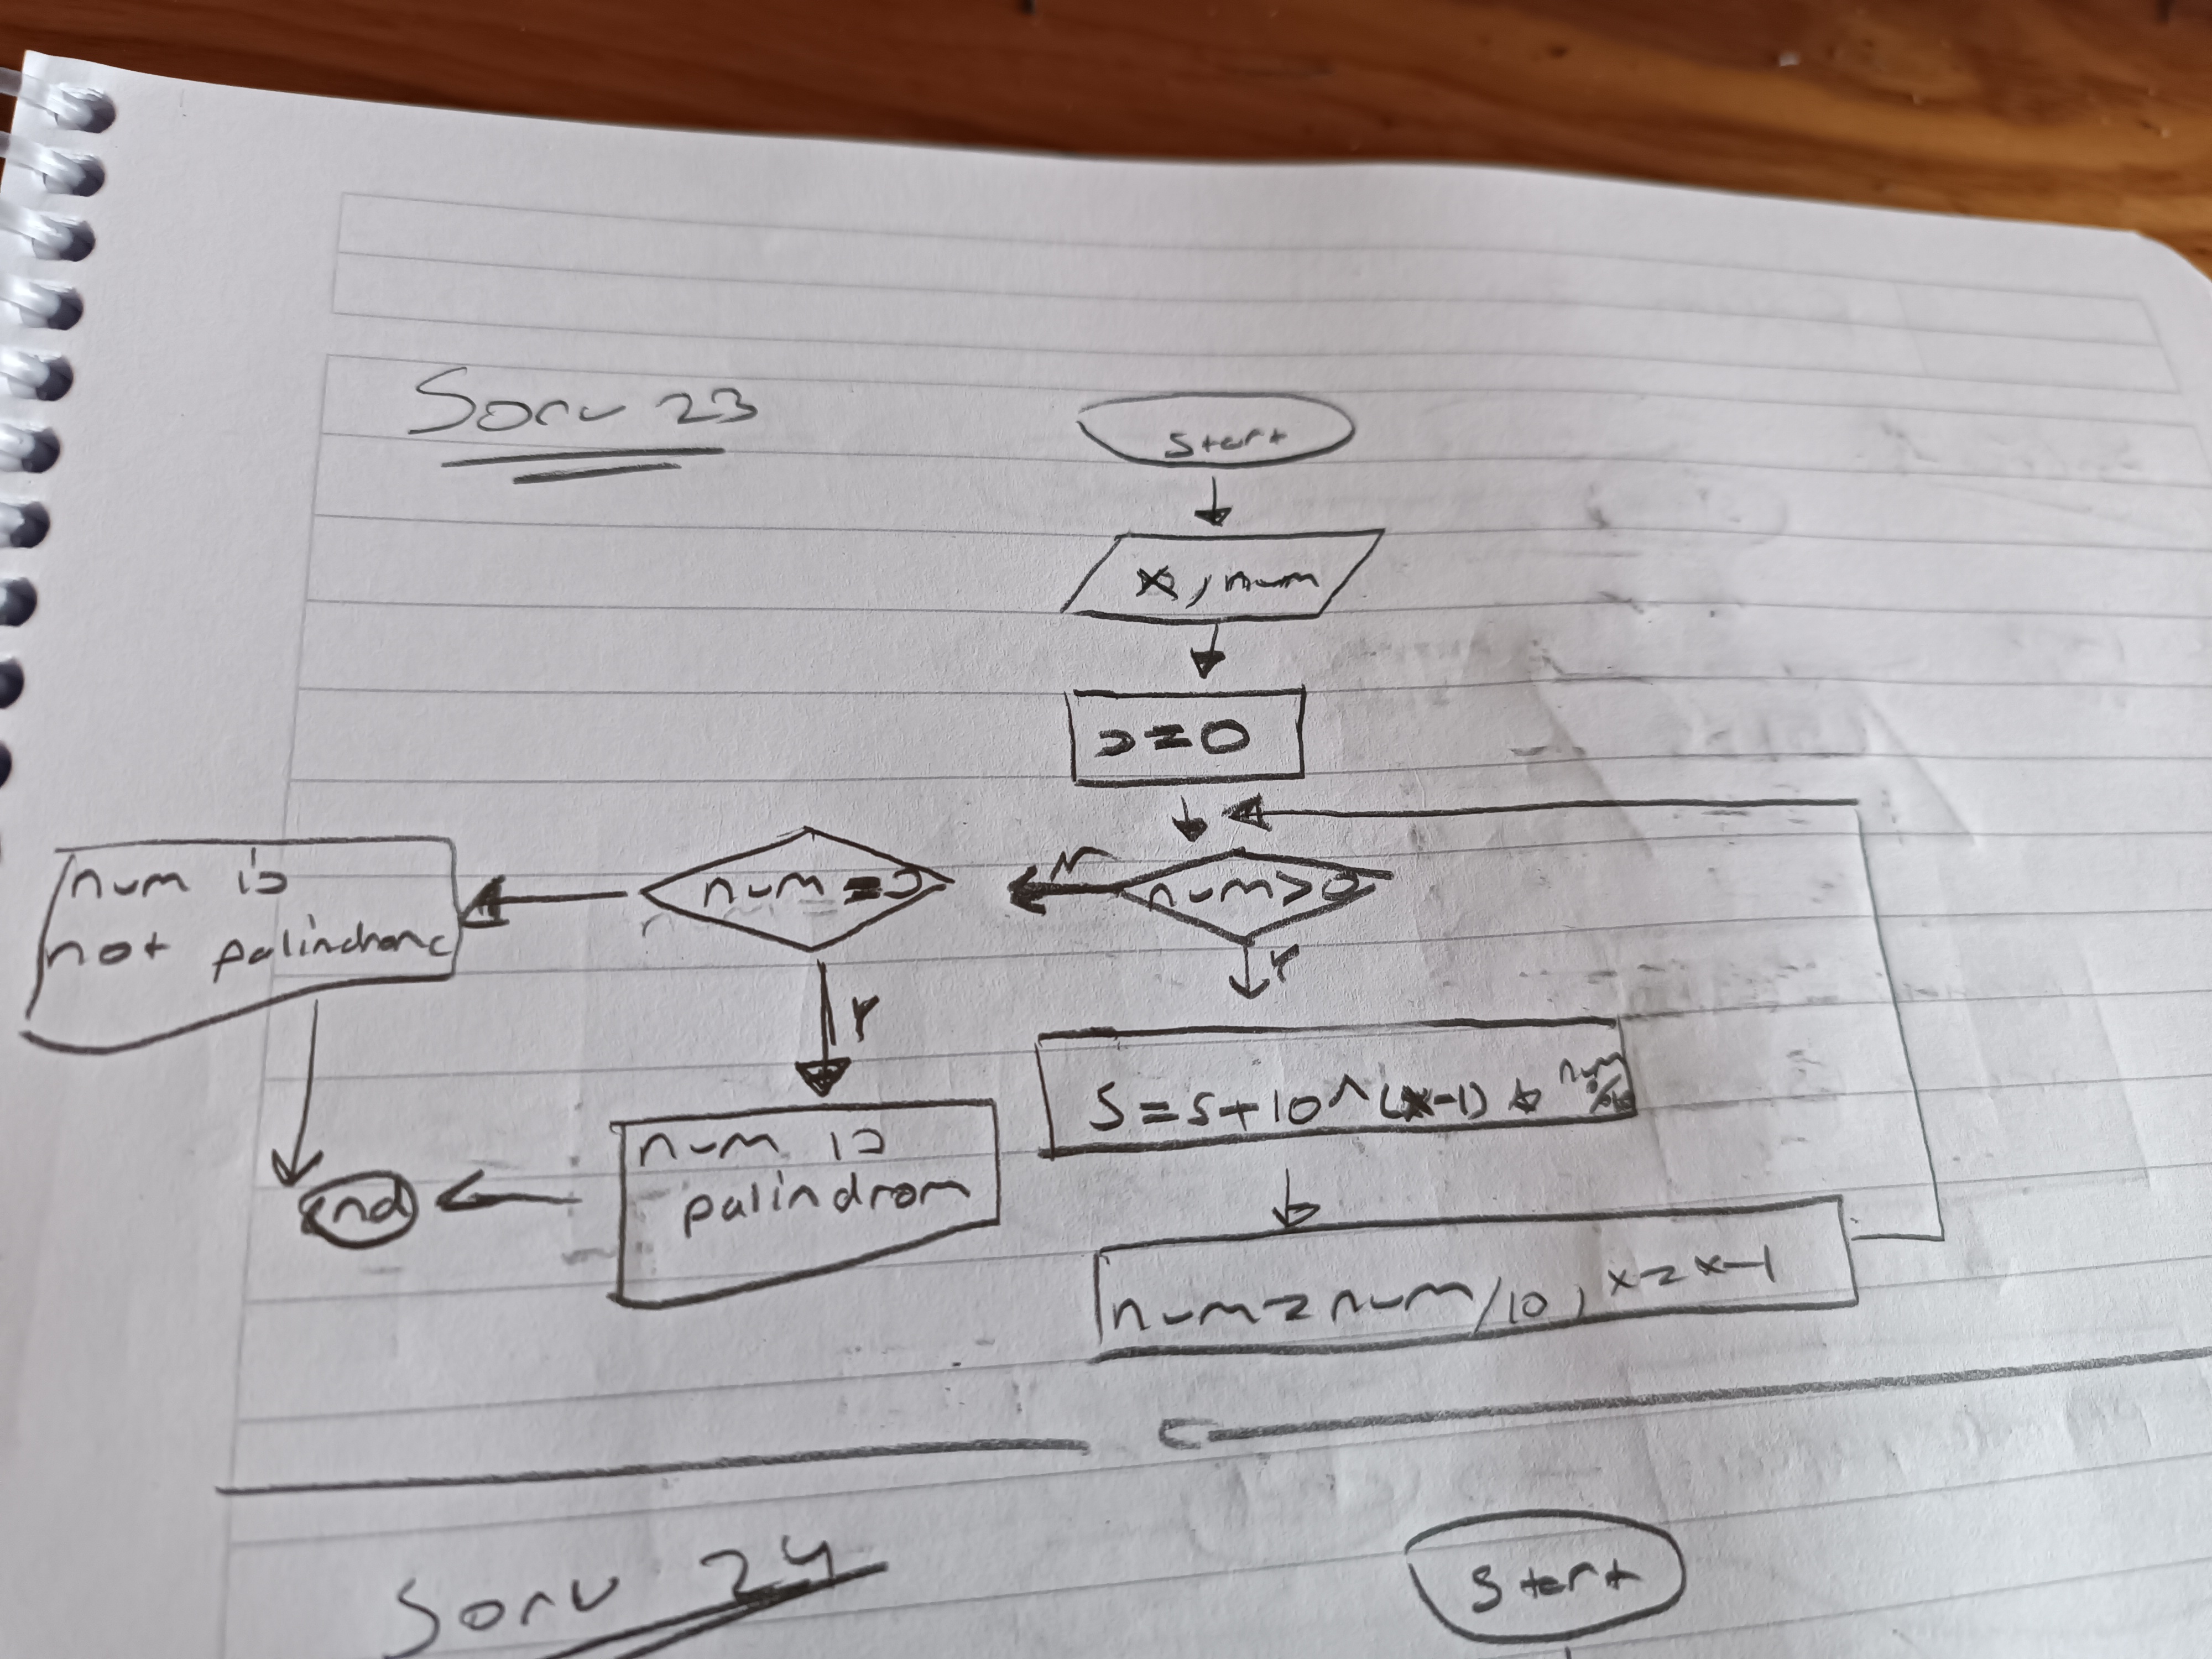 Soru 23
Start
x, num
s=0
num>0
N
Y
num=s
Y
num is
not palindrome
num is
palindrom
end
S=s+10^(x-1) * num%10
num=num/10, x=x-1
Soru 24
Start